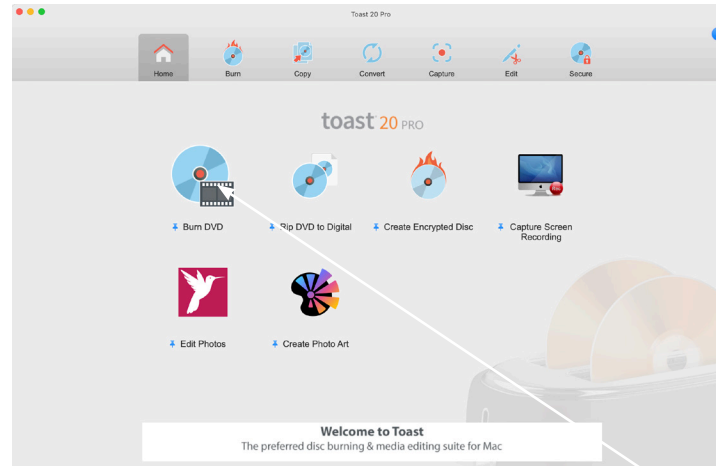 Toast 20 Pro
Home Burn Copy Convert Capture Edit Secure
toast 20 PRO
Burn DVD Rip DVD to Digital Create Encrypted Disc Capture Screen
Recording
Rec
Edit Photos Create Photo Art
Welcome to Toast
The preferred disc burning & media editing suite for Mac